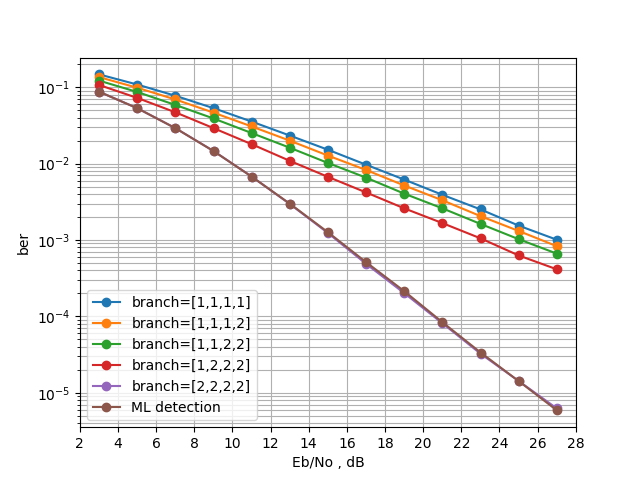 10⁻¹
10⁻²
10⁻³
10⁻⁴
10⁻⁵
ber
branch=[1,1,1,1]
branch=[1,1,1,2]
branch=[1,1,2,2]
branch=[1,2,2,2]
branch=[2,2,2,2]
ML detection
2 4 6 8 10 12 14 16 18 20 22 24 26 28
Eb/No , dB